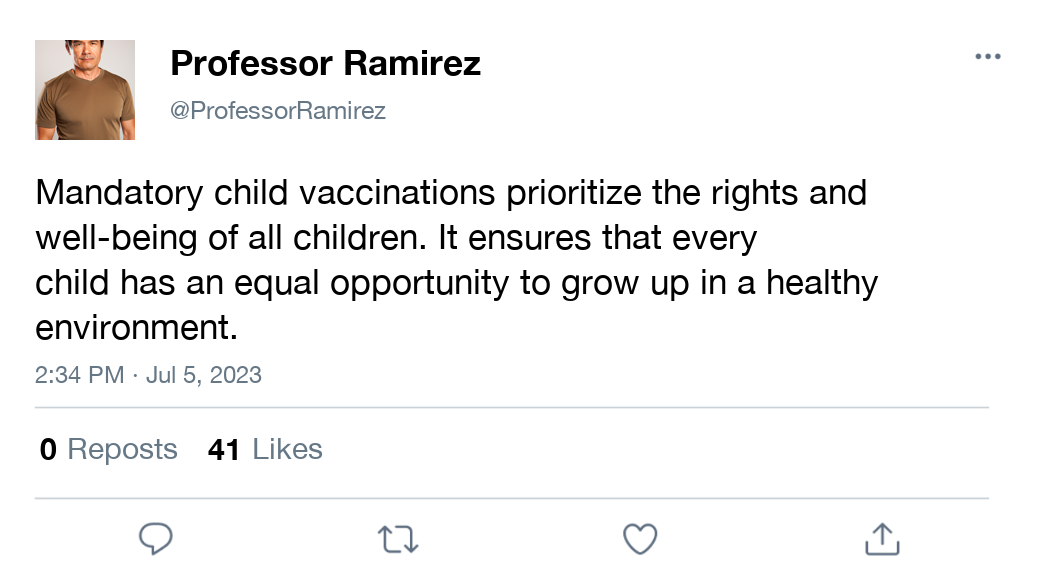 Professor Ramirez
@ProfessorRamirez
Mandatory child vaccinations prioritize the rights and
well-being of all children. It ensures that every
child has an equal opportunity to grow up in a healthy
environment.
2:34 PM · Jul 5, 2023
0 Reposts 41 Likes